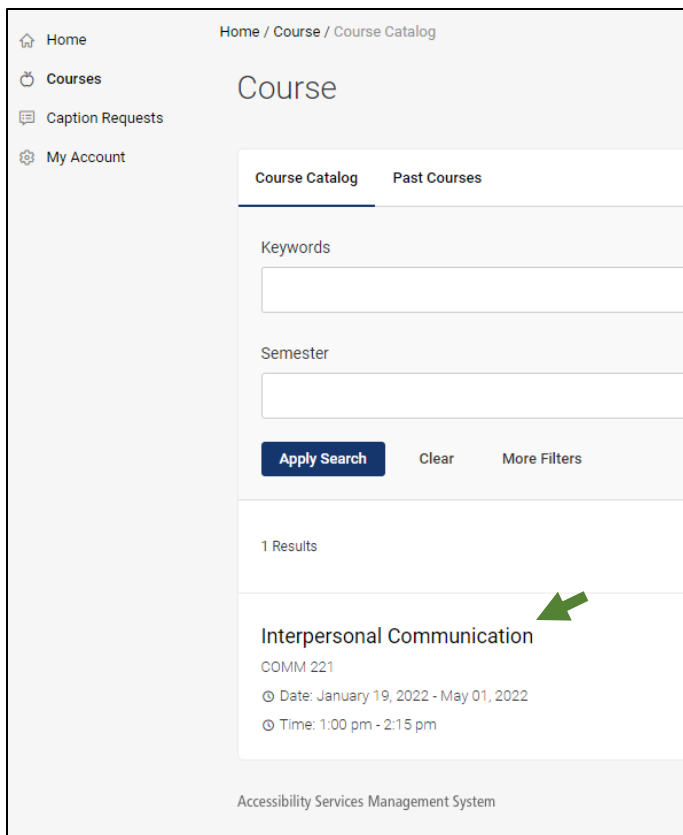 Home
Courses
Caption Requests
My Account
Home / Course / Course Catalog
Course
Course Catalog Past Courses
Keywords
Semester
Apply Search Clear More Filters
1 Results
Interpersonal Communication
COMM 221
Date: January 19, 2022 - May 01, 2022
Time: 1:00 pm - 2:15 pm
Accessibility Services Management System